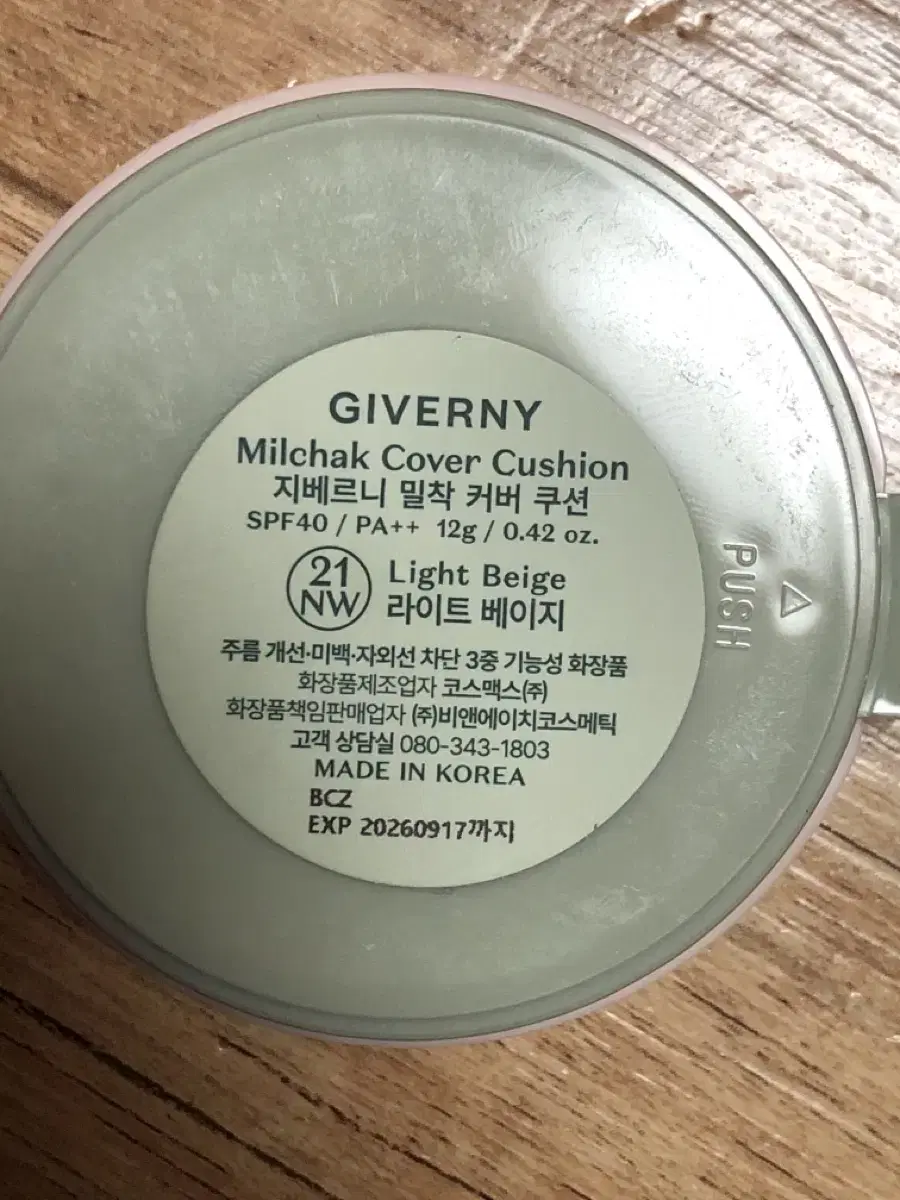 GIVERNY
Milchak Cover Cushion
지베르니 밀착 커버 쿠션
SPF40 / PA++ 12g / 0.42 oz.
21 NW Light Beige
라이트 베이지
주름 개선·미백·자외선 차단 3중 기능성 화장품
화장품제조업자 코스맥스(주)
화장품책임판매업자 (주)비앤에이치코스메틱
고객 상담실 080-343-1803
MADE IN KOREA
BCZ
EXP 20260917까지
PUSH